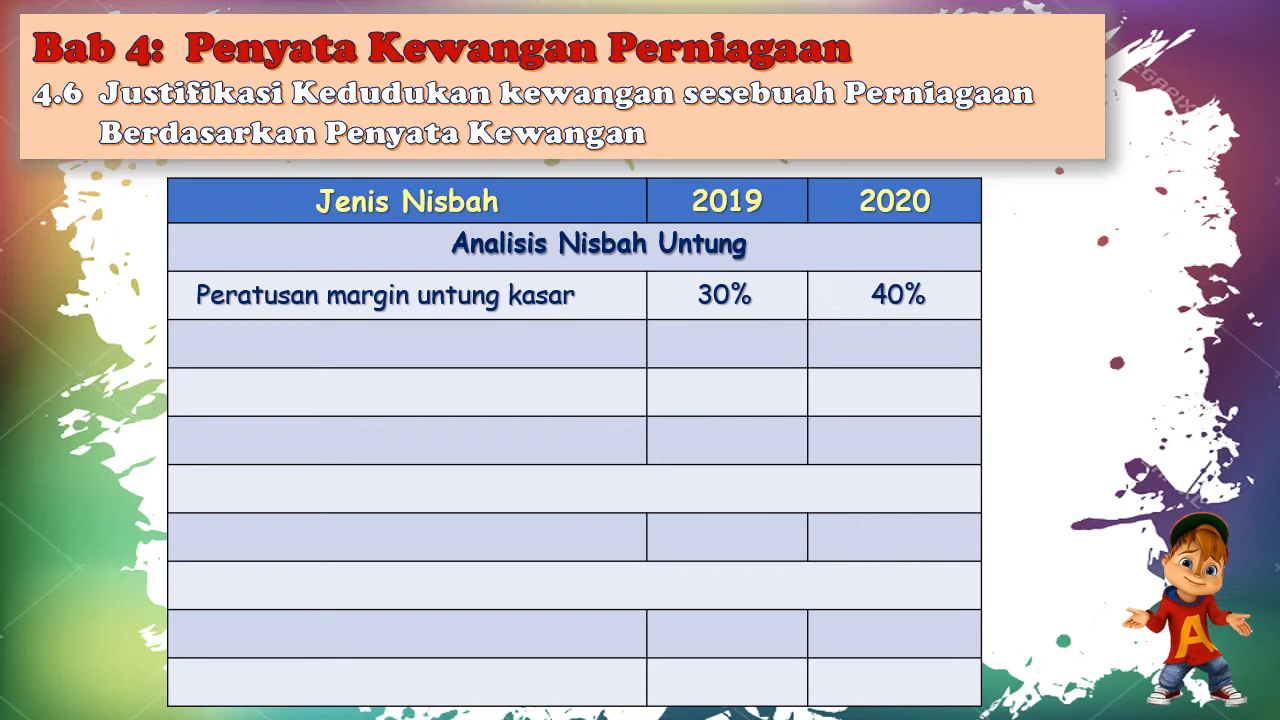 Bab 4: Penyata Kewangan Perniagaan
4.6 Justifikasi Kedudukan kewangan sesebuah Perniagaan
Berdasarkan Penyata Kewangan
Jenis Nisbah 2019 2020
Analisis Nisbah Untung
Peratusan margin untung kasar 30% 40%
A